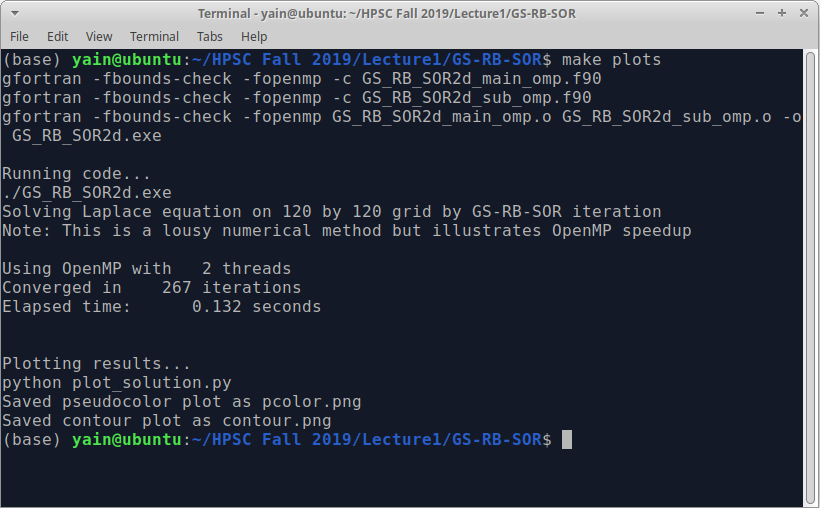 Terminal - yain@ubuntu: ~/HPSC Fall 2019/Lecture1/GS-RB-SOR
File Edit View Terminal Tabs Help
(base) yain@ubuntu:~/HPSC Fall 2019/Lecture1/GS-RB-SOR$ make plots
gfortran -fbounds-check -fopenmp -c GS_RB_SOR2d_main_omp.f90
gfortran -fbounds-check -fopenmp -c GS_RB_SOR2d_sub_omp.f90
gfortran -fbounds-check -fopenmp GS_RB_SOR2d_main_omp.o GS_RB_SOR2d_sub_omp.o -o
 GS_RB_SOR2d.exe
Running code...
./GS_RB_SOR2d.exe
Solving Laplace equation on 120 by 120 grid by GS-RB-SOR iteration
Note: This is a lousy numerical method but illustrates OpenMP speedup
Using OpenMP with   2 threads
Converged in    267 iterations
Elapsed time:      0.132 seconds
Plotting results...
python plot_solution.py
Saved pseudocolor plot as pcolor.png
Saved contour plot as contour.png
(base) yain@ubuntu:~/HPSC Fall 2019/Lecture1/GS-RB-SOR$